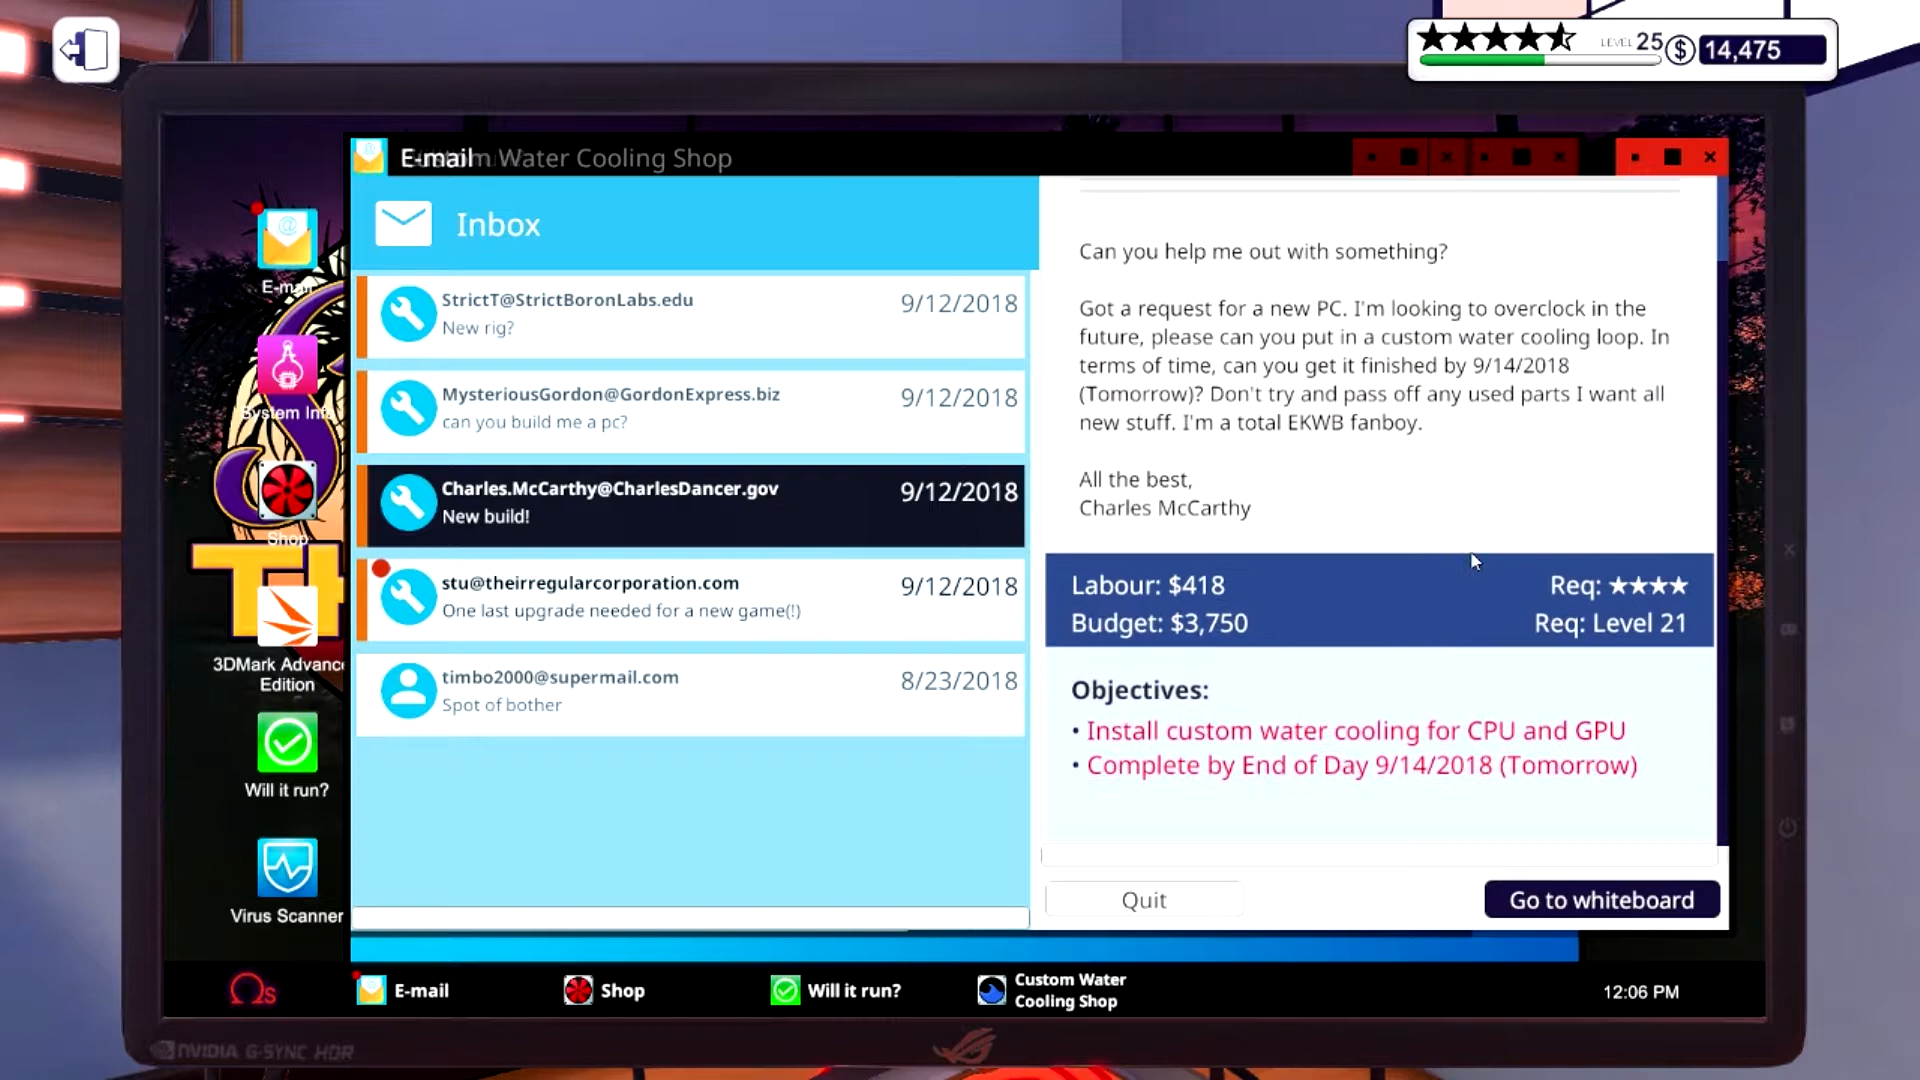 LEVEL 25 $ 14,475
E-mail Water Cooling Shop
Inbox
StrictT@StrictBoronLabs.edu 9/12/2018
New rig?
MysteriousGordon@GordonExpress.biz 9/12/2018
can you build me a pc?
Charles.McCarthy@CharlesDancer.gov 9/12/2018
New build!
stu@theirregularcorporation.com 9/12/2018
One last upgrade needed for a new game(!)
timbo2000@supermail.com 8/23/2018
Spot of bother
Can you help me out with something?
Got a request for a new PC. I'm looking to overclock in the
future, please can you put in a custom water cooling loop. In
terms of time, can you get it finished by 9/14/2018
(Tomorrow)? Don't try and pass off any used parts I want all
new stuff. I'm a total EKWB fanboy.
All the best,
Charles McCarthy
Labour: $418 Req: ★★★★
Budget: $3,750 Req: Level 21
Objectives:
• Install custom water cooling for CPU and GPU
• Complete by End of Day 9/14/2018 (Tomorrow)
Quit Go to whiteboard
E-mail
System Info
Shop
3DMark Advance
Edition
Will it run?
Virus Scanner
Ωs E-mail Shop Will it run? Custom Water
Cooling Shop
12:06 PM
NVIDIA G-SYNC HDR